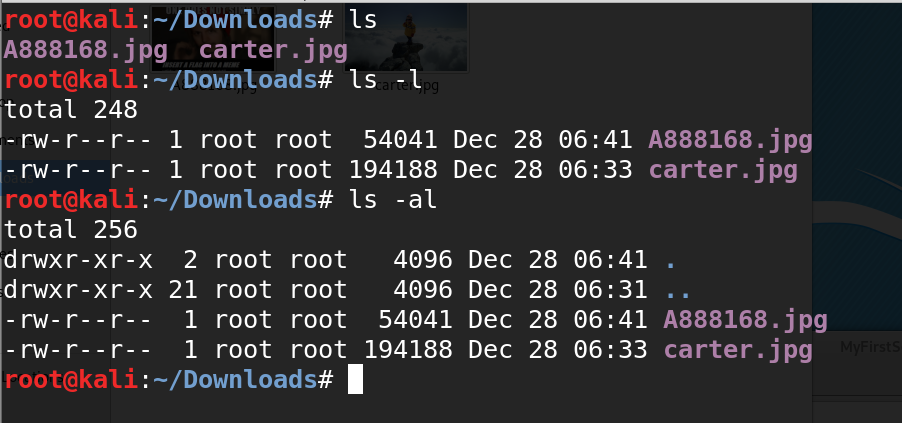 root@kali:~/Downloads# ls
A888168.jpg  carter.jpg
root@kali:~/Downloads# ls -l
total 248
-rw-r--r-- 1 root root  54041 Dec 28 06:41 A888168.jpg
-rw-r--r-- 1 root root 194188 Dec 28 06:33 carter.jpg
root@kali:~/Downloads# ls -al
total 256
drwxr-xr-x  2 root root   4096 Dec 28 06:41 .
drwxr-xr-x 21 root root   4096 Dec 28 06:31 ..
-rw-r--r--  1 root root  54041 Dec 28 06:41 A888168.jpg
-rw-r--r--  1 root root 194188 Dec 28 06:33 carter.jpg
MyFirstS
root@kali:~/Downloads#